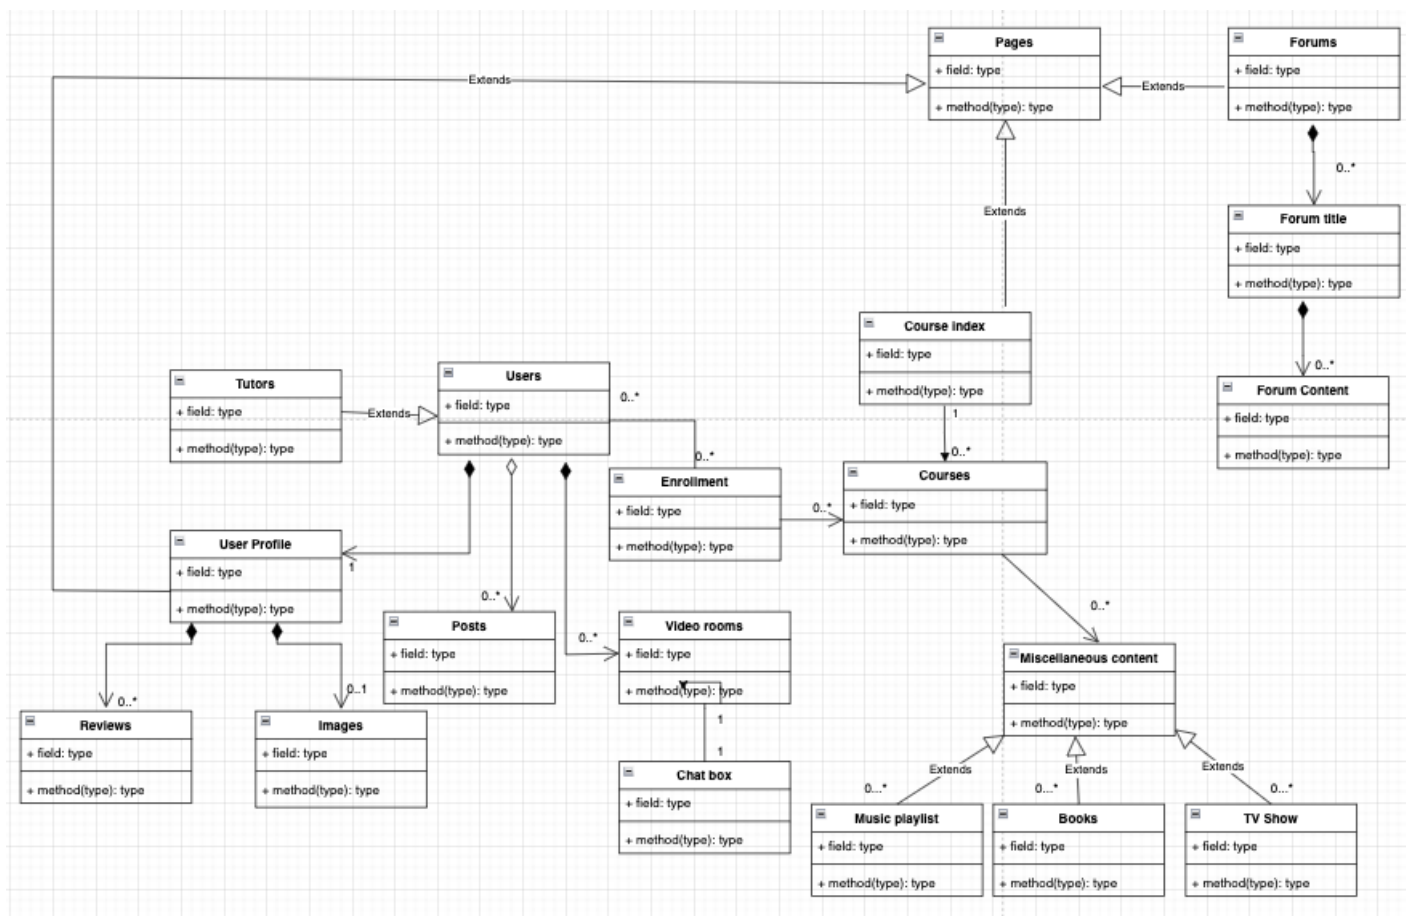 Pages
+ field: type
+ method(type): type
Forums
+ field: type
+ method(type): type
Extends
Extends
0..*
Extends
Forum title
+ field: type
+ method(type): type
0..*
Forum Content
+ field: type
+ method(type): type
Course index
+ field: type
+ method(type): type
1
0..*
Tutors
+ field: type
+ method(type): type
Extends
Users
+ field: type
+ method(type): type
0..*
0..*
Enrollment
+ field: type
+ method(type): type
0..*
Courses
+ field: type
+ method(type): type
User Profile
+ field: type
+ method(type): type
1
0..*
Posts
+ field: type
+ method(type): type
0..*
Video rooms
+ field: type
+ method(type): type
1
1
Chat box
+ field: type
+ method(type): type
0..*
Miscellaneous content
+ field: type
+ method(type): type
0..*
Reviews
+ field: type
+ method(type): type
0..1
Images
+ field: type
+ method(type): type
Extends
Extends
Extends
0...*
0...*
0...*
Music playlist
+ field: type
+ method(type): type
Books
+ field: type
+ method(type): type
TV Show
+ field: type
+ method(type): type